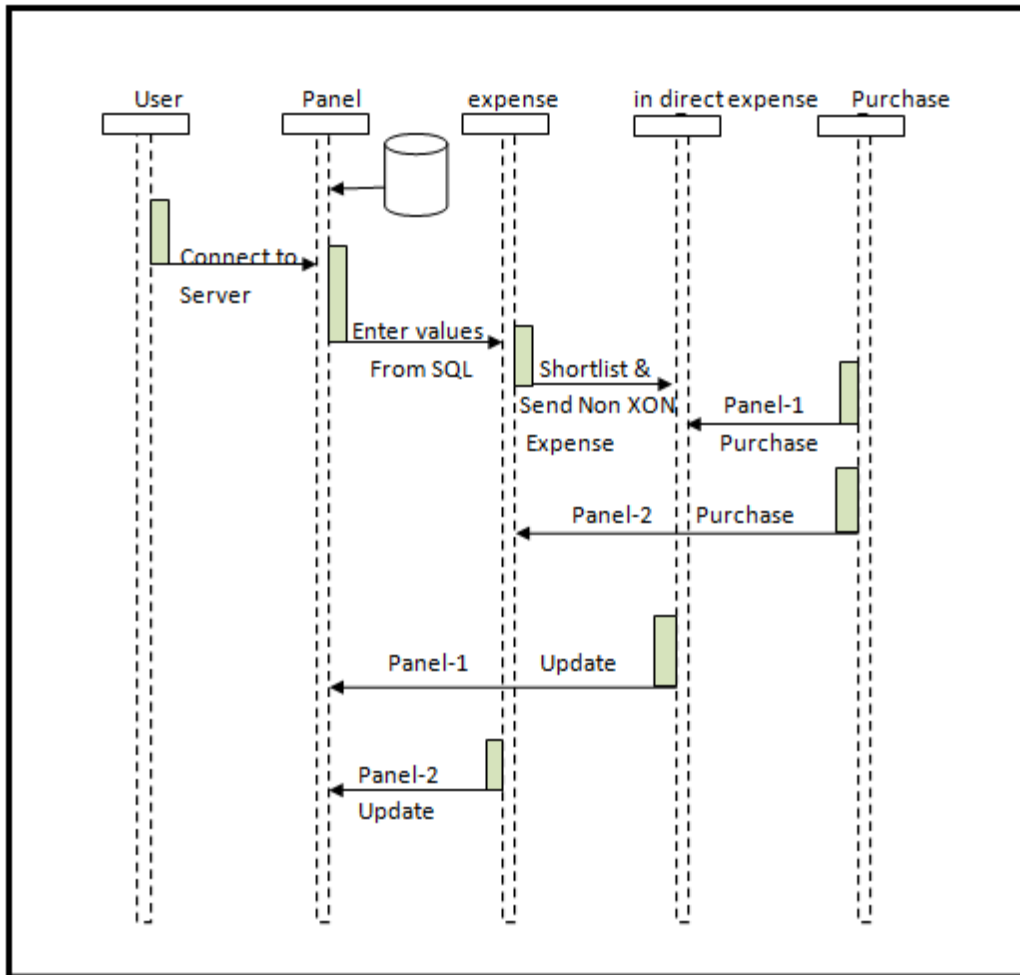 User
Panel
expense
in direct expense
Purchase
Connect to
Server
Enter values
From SQL
Shortlist &
Send Non XON
Expense
Panel-1
Purchase
Panel-2 Purchase
Panel-1 Update
Panel-2
Update